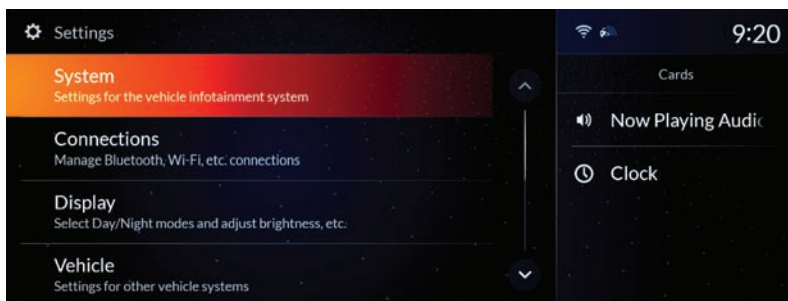 Settings
System
Settings for the vehicle infotainment system
Connections
Manage Bluetooth, Wi-Fi, etc. connections
Display
Select Day/Night modes and adjust brightness, etc.
Vehicle
Settings for other vehicle systems
9:20
Cards
Now Playing Audio
Clock